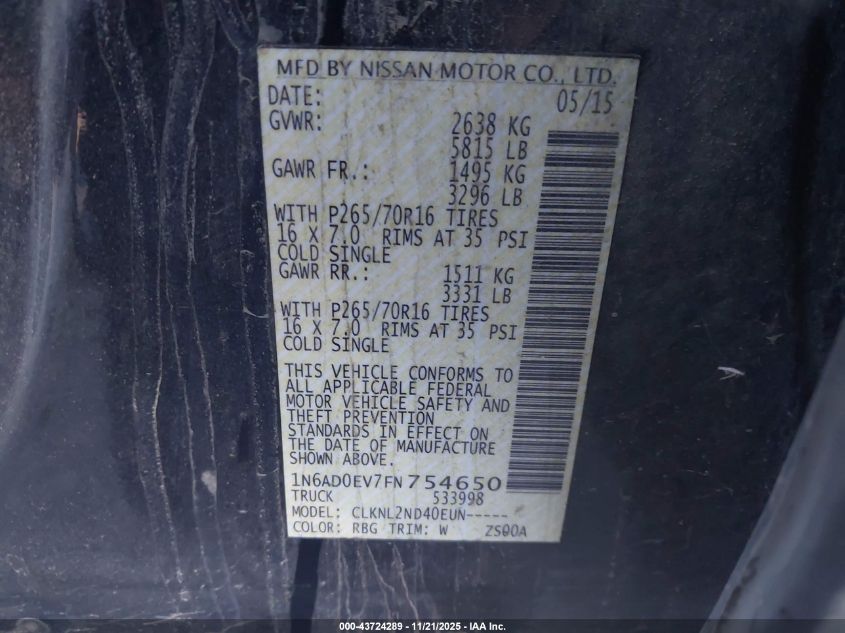 MFD BY NISSAN MOTOR CO., LTD.
DATE: 05/15
GVWR: 2638 KG
5815 LB
GAWR FR.: 1495 KG
3296 LB
WITH P265/70R16 TIRES
16 X 7.0 RIMS AT 35 PSI
COLD SINGLE
GAWR RR.: 1511 KG
3331 LB
WITH P265/70R16 TIRES
16 X 7.0 RIMS AT 35 PSI
COLD SINGLE
THIS VEHICLE CONFORMS TO
ALL APPLICABLE FEDERAL
MOTOR VEHICLE SAFETY AND
THEFT PREVENTION
STANDARDS IN EFFECT ON
THE DATE OF MANUFACTURE
SHOWN ABOVE.
1N6AD0EV7FN754650
TRUCK 533998
MODEL: CLKNL2ND40EUN-----
COLOR: RBG TRIM: W ZS00A
000-43724289 - 11/21/2025 - IAA Inc.